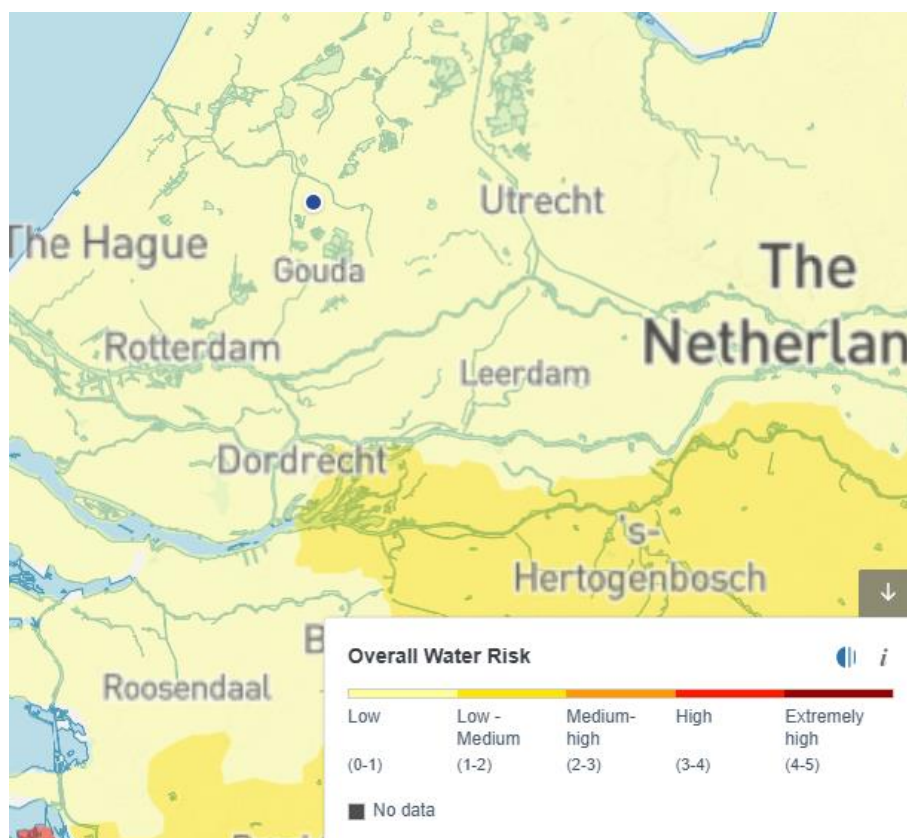 Utrecht
The Hague
Gouda
The
Netherlan
Rotterdam
Leerdam
Dordrecht
's-
Hertogenbosch
B
Roosendaal
Overall Water Risk
i
Low
Low -
Medium
Medium-
high
High
Extremely
high
(0-1)
(1-2)
(2-3)
(3-4)
(4-5)
No data